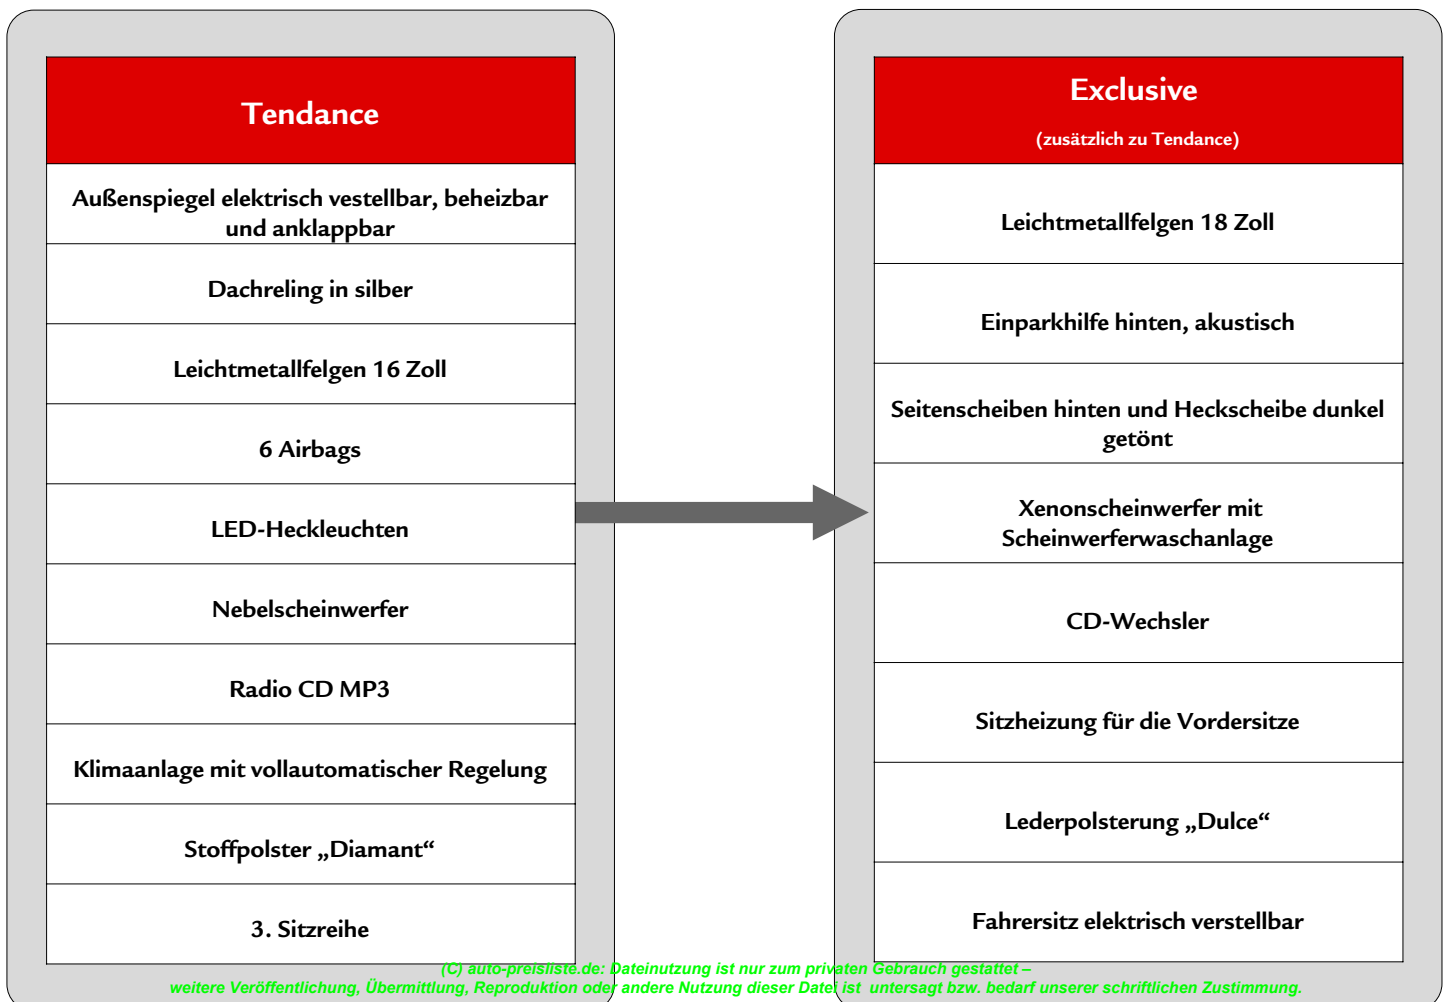 Tendance
Außenspiegel elektrisch vestellbar, beheizbar
und anklappbar
Dachreling in silber
Leichtmetallfelgen 16 Zoll
6 Airbags
LED-Heckleuchten
Nebelscheinwerfer
Radio CD MP3
Klimaanlage mit vollautomatischer Regelung
Stoffpolster „Diamant“
3. Sitzreihe
Exclusive
(zusätzlich zu Tendance)
Leichtmetallfelgen 18 Zoll
Einparkhilfe hinten, akustisch
Seitenscheiben hinten und Heckscheibe dunkel
getönt
Xenonscheinwerfer mit
Scheinwerferwaschanlage
CD-Wechsler
Sitzheizung für die Vordersitze
Lederpolsterung „Dulce“
Fahrersitz elektrisch verstellbar
(C) auto-preisliste.de: Dateinutzung ist nur zum privaten Gebrauch gestattet –
weitere Veröffentlichung, Übermittlung, Reproduktion oder andere Nutzung dieser Datei ist untersagt bzw. bedarf unserer schriftlichen Zustimmung.